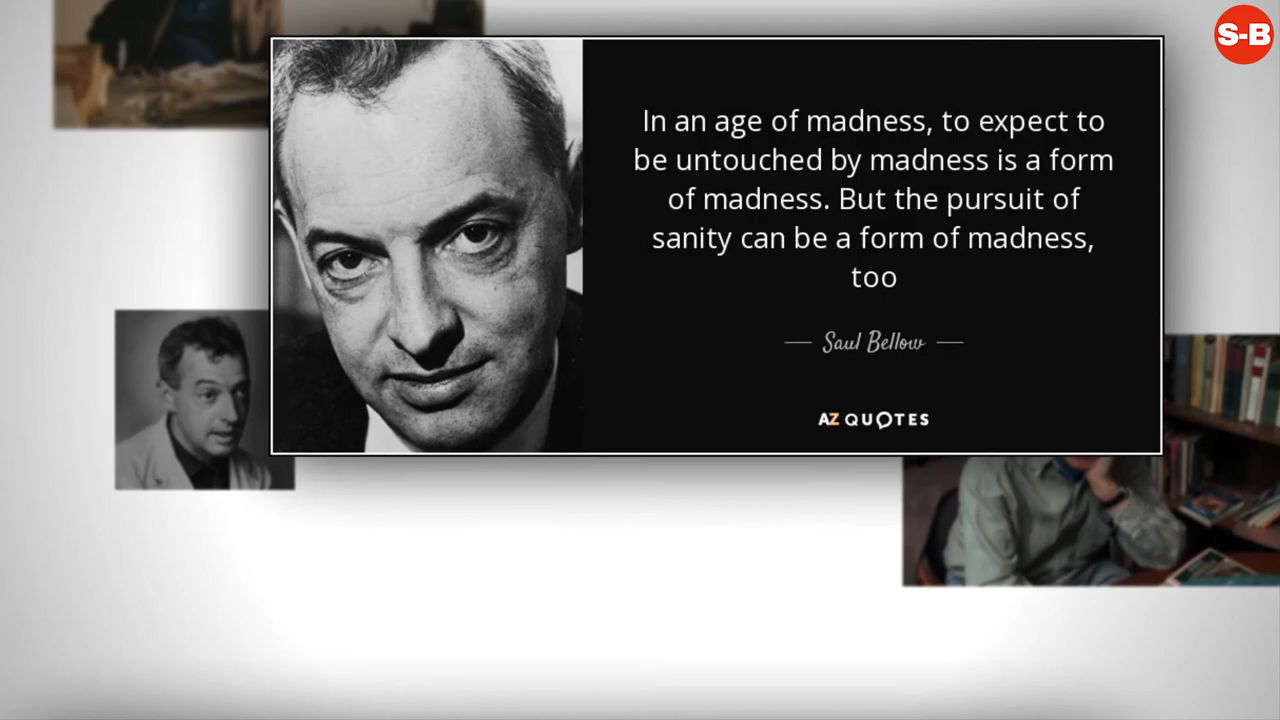 S-B
In an age of madness, to expect to
be untouched by madness is a form
of madness. But the pursuit of
sanity can be a form of madness,
too
Saul Bellow
AZ QUOTES